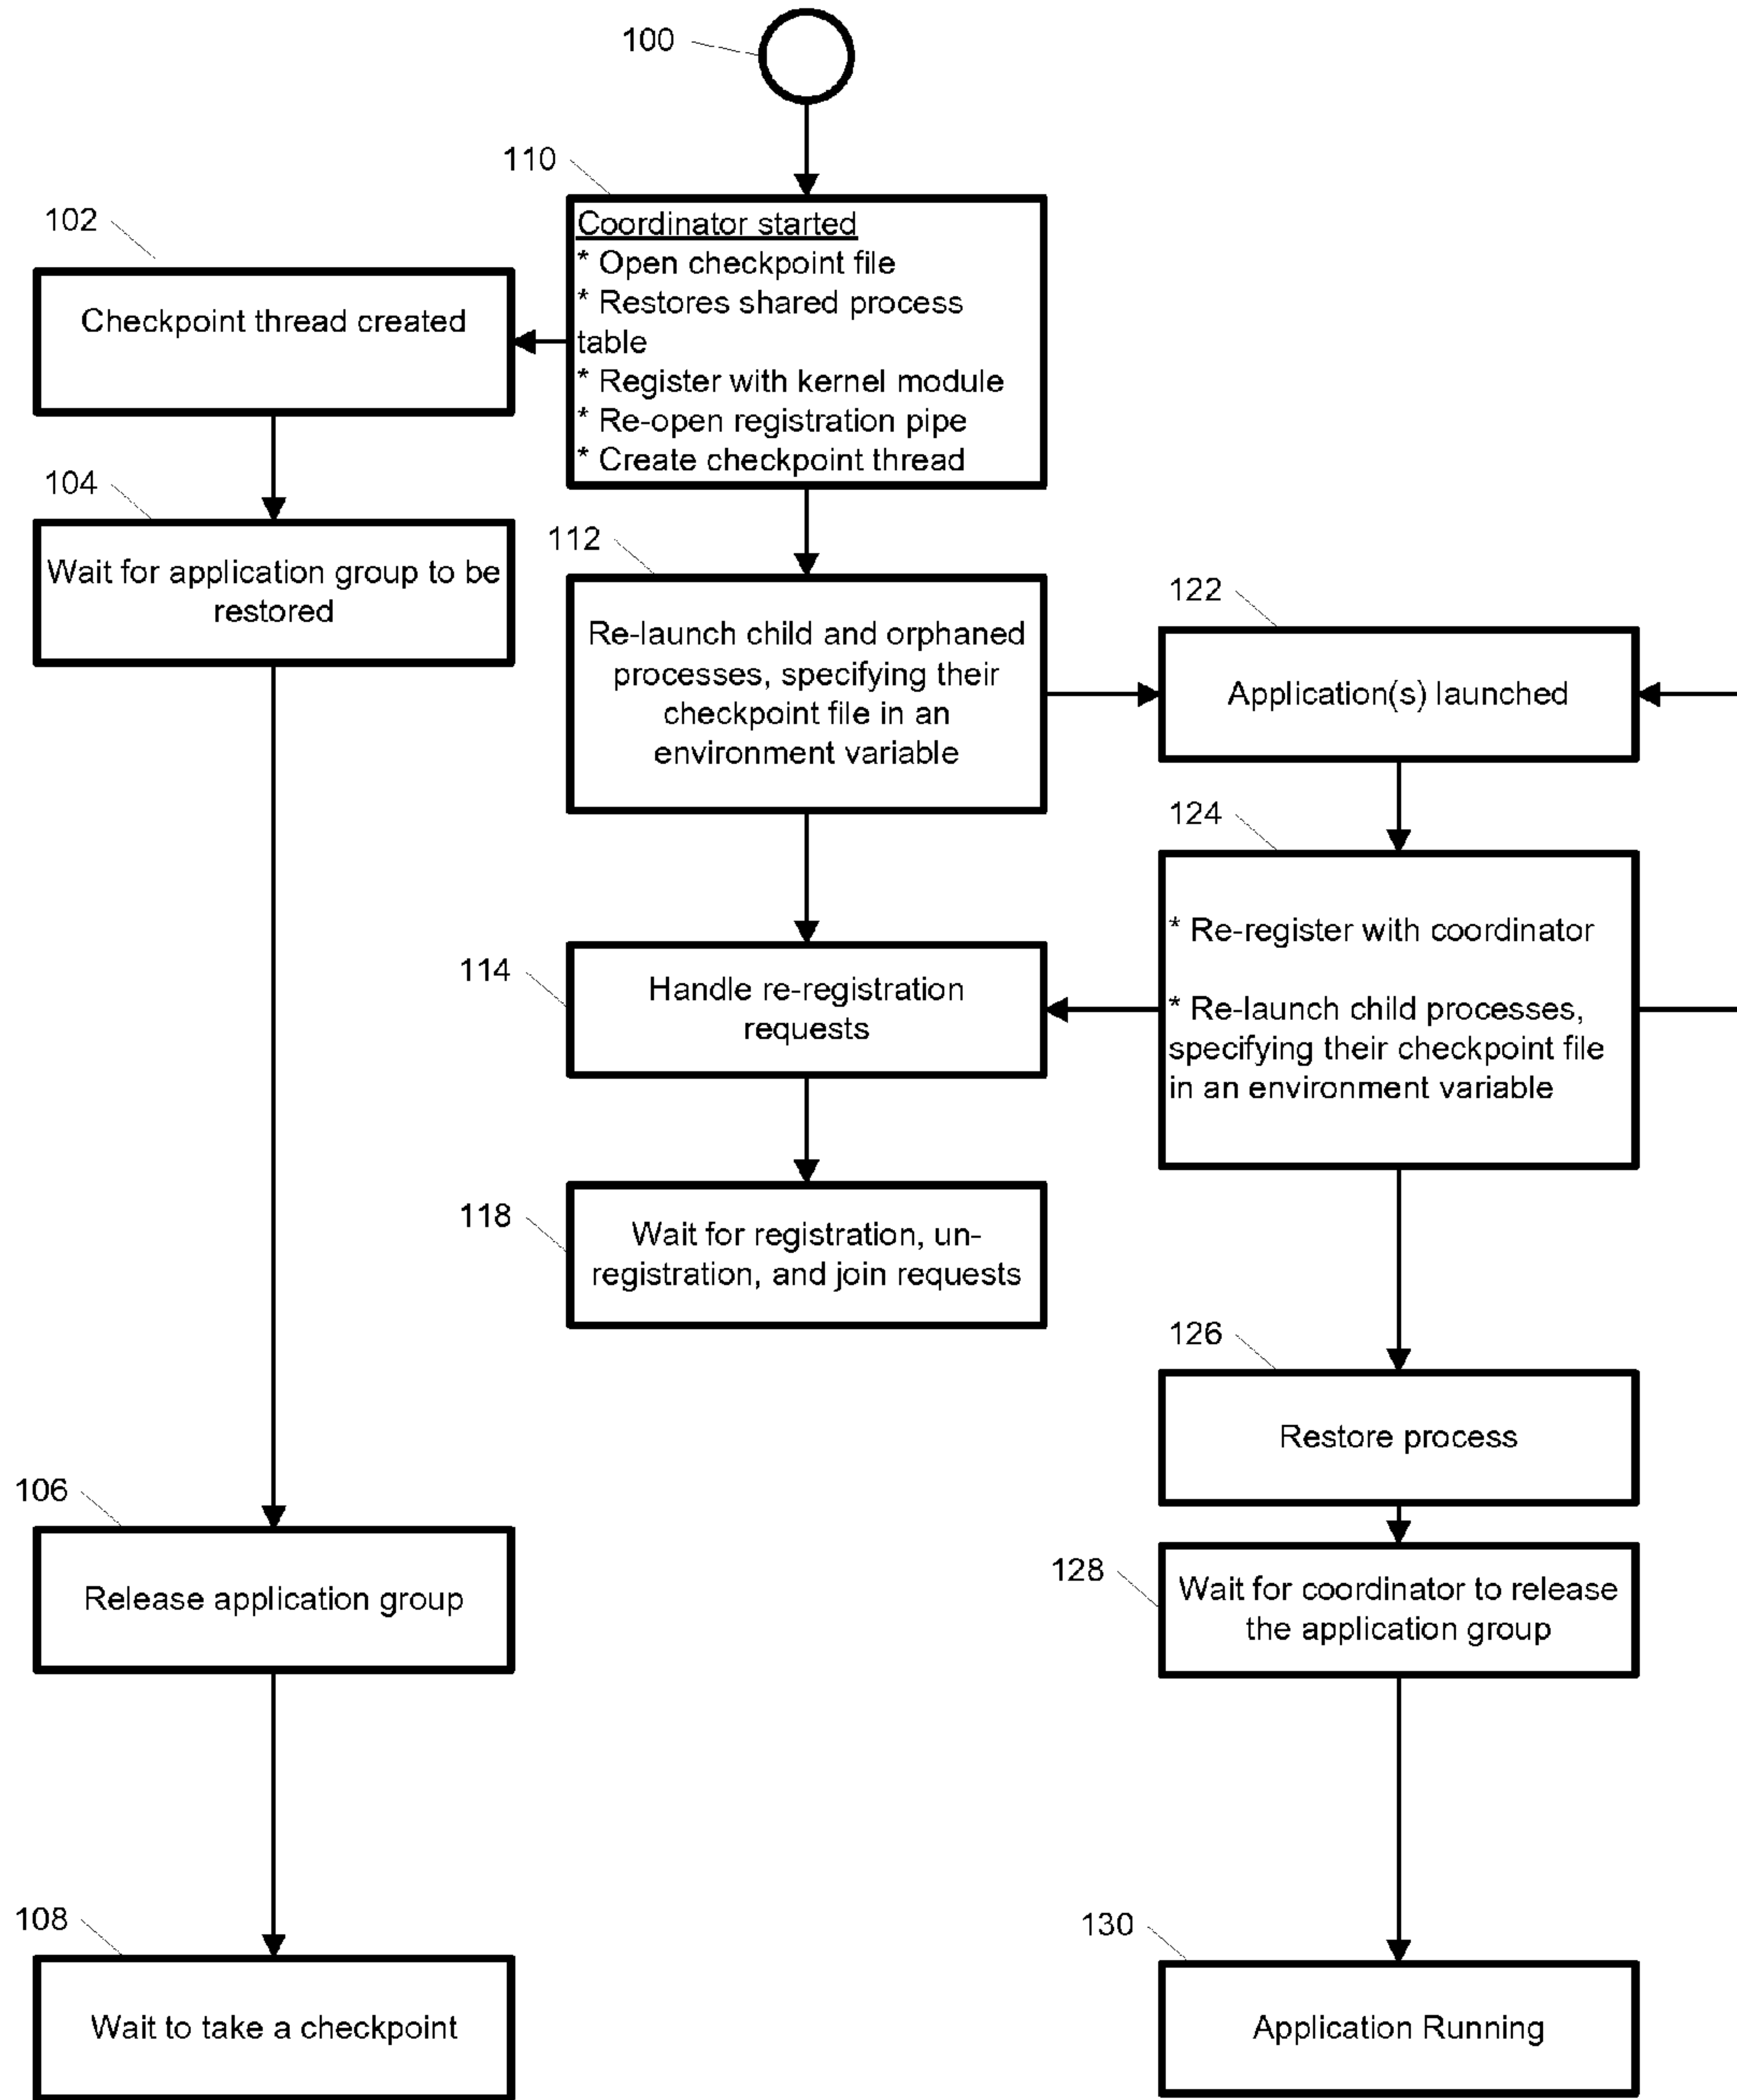 100
110
Coordinator started
* Open checkpoint file
* Restores shared process
table
* Register with kernel module
* Re-open registration pipe
* Create checkpoint thread
102
Checkpoint thread created
104
Wait for application group to be
restored
112
Re-launch child and orphaned
processes, specifying their
checkpoint file in an
environment variable
122
Application(s) launched
124
* Re-register with coordinator
* Re-launch child processes,
specifying their checkpoint file
in an environment variable
114
Handle re-registration
requests
118
Wait for registration, un-
registration, and join requests
126
Restore process
106
Release application group
128
Wait for coordinator to release
the application group
108
Wait to take a checkpoint
130
Application Running